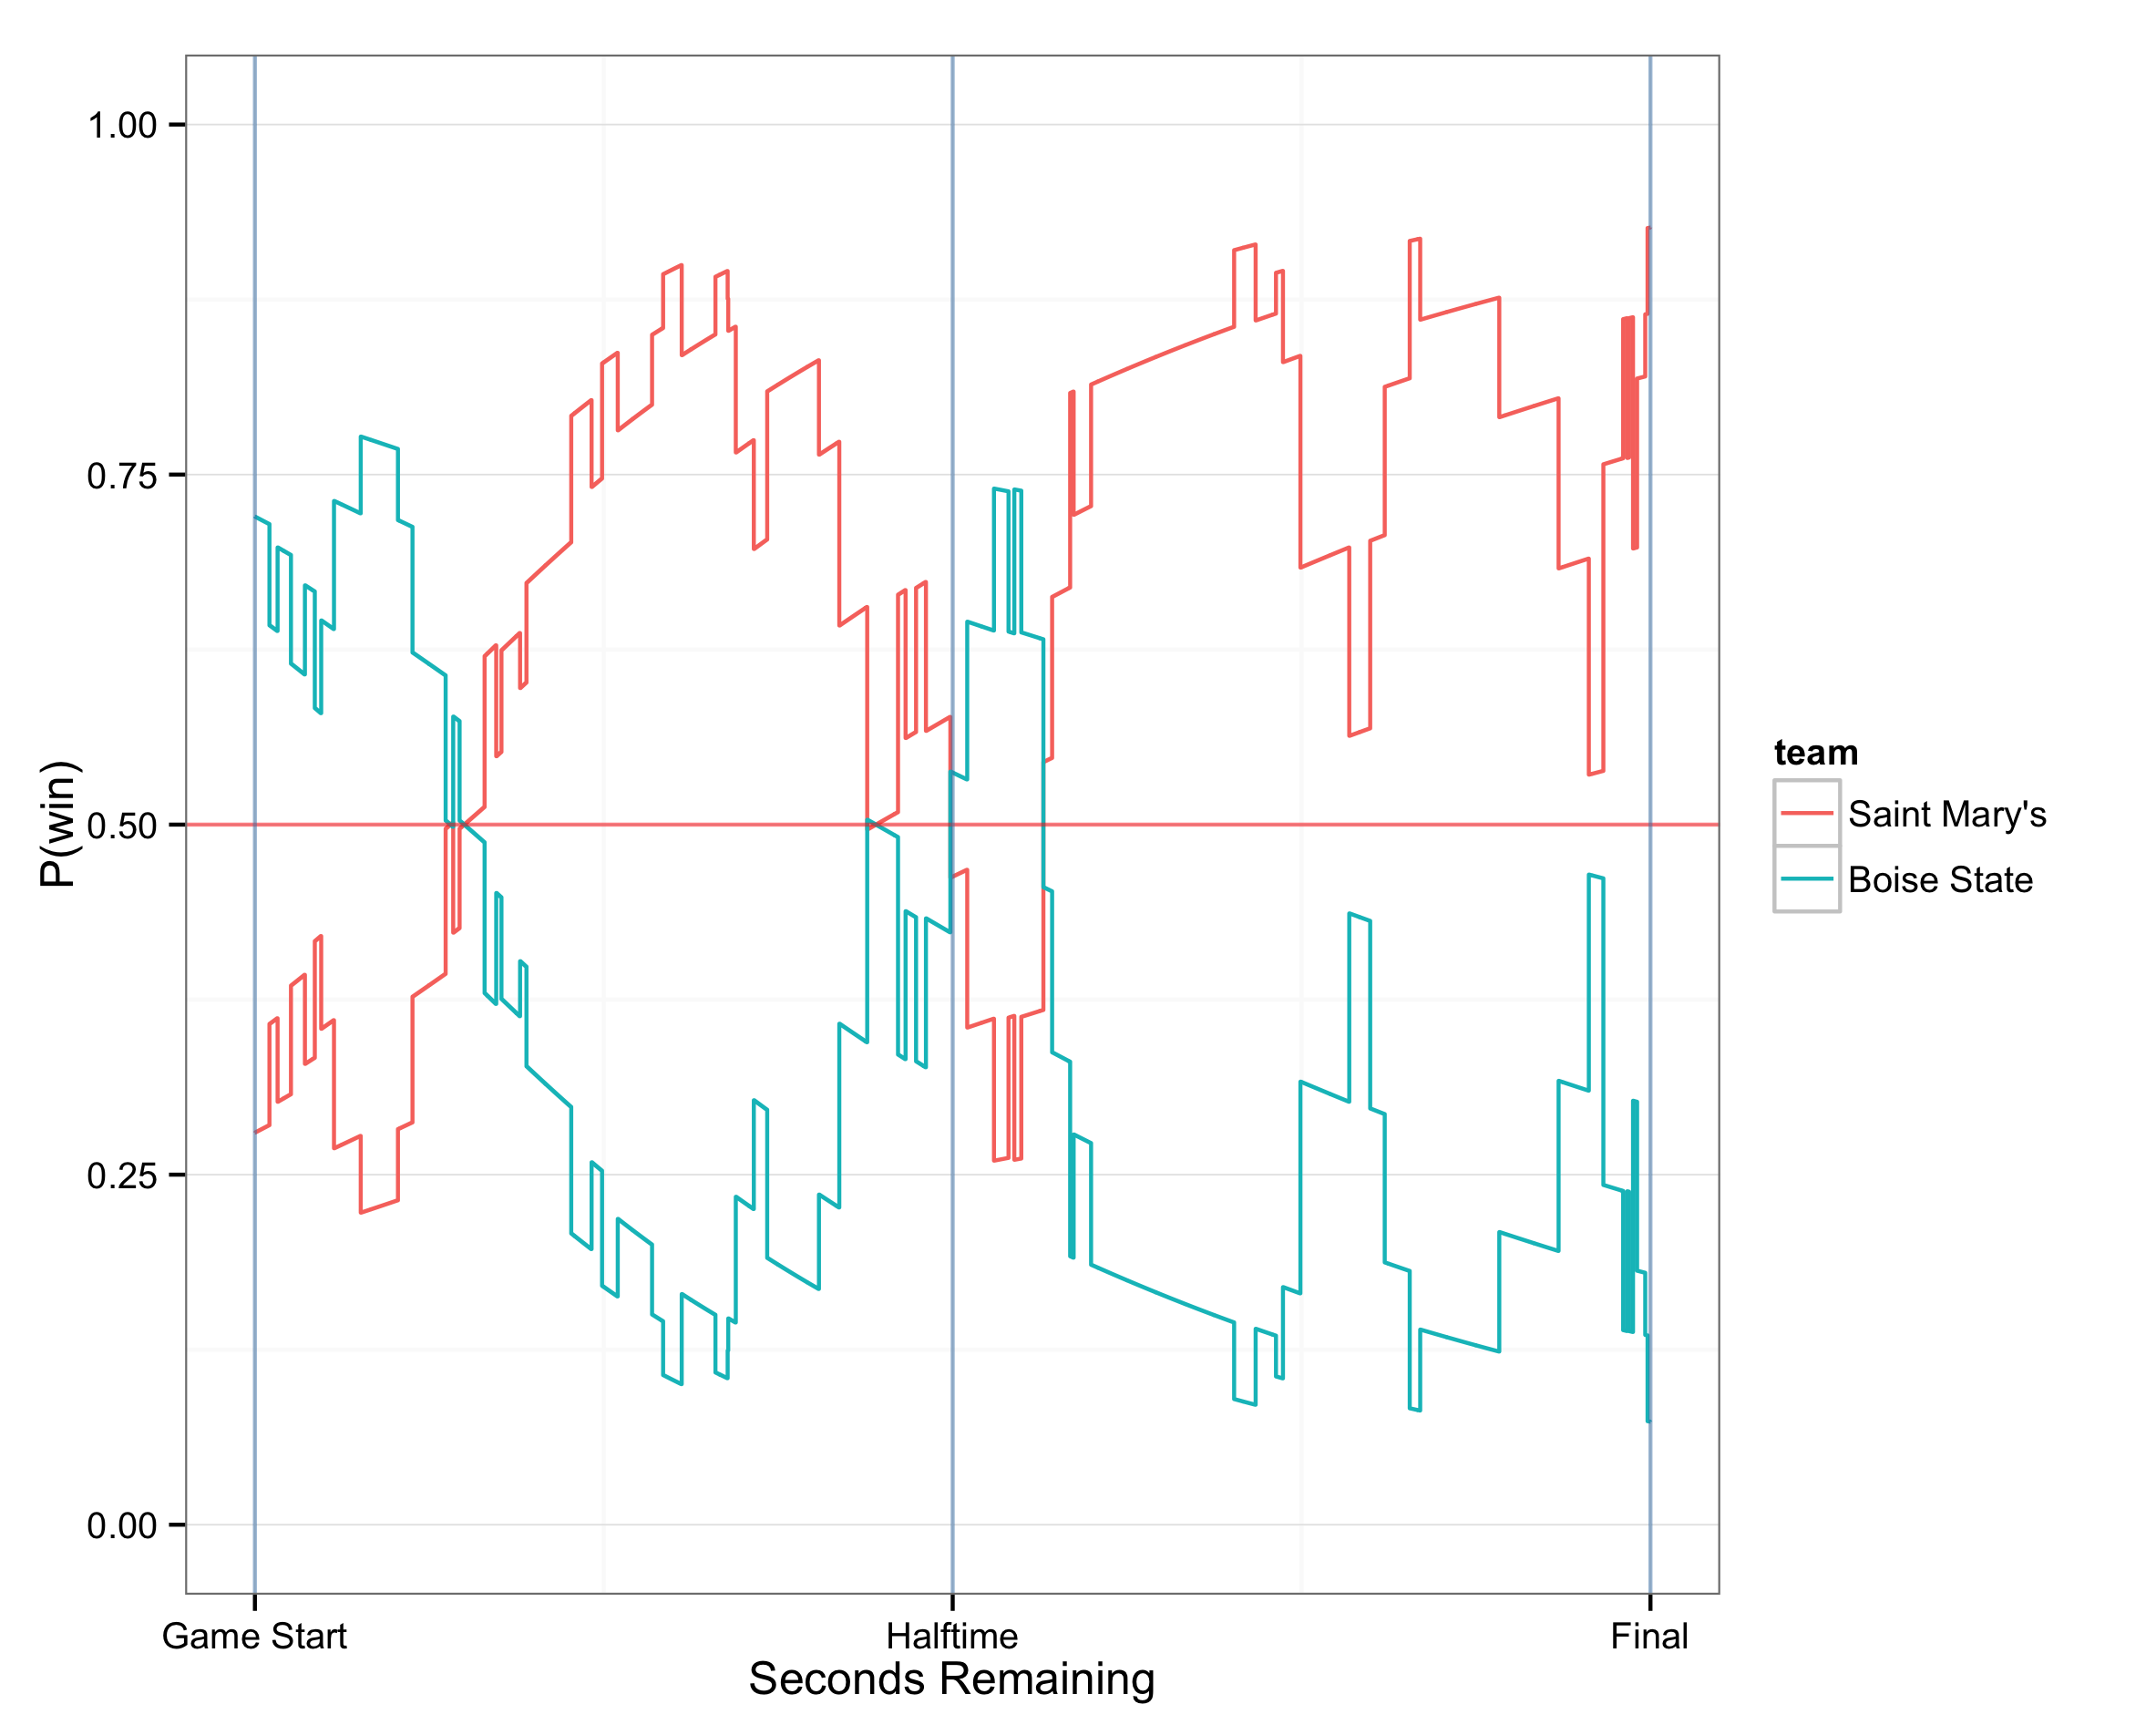 1.00
0.75
0.50
0.25
0.00
P(win)
Game Start
Halftime
Final
Seconds Remaining
team
Saint Mary's
Boise State